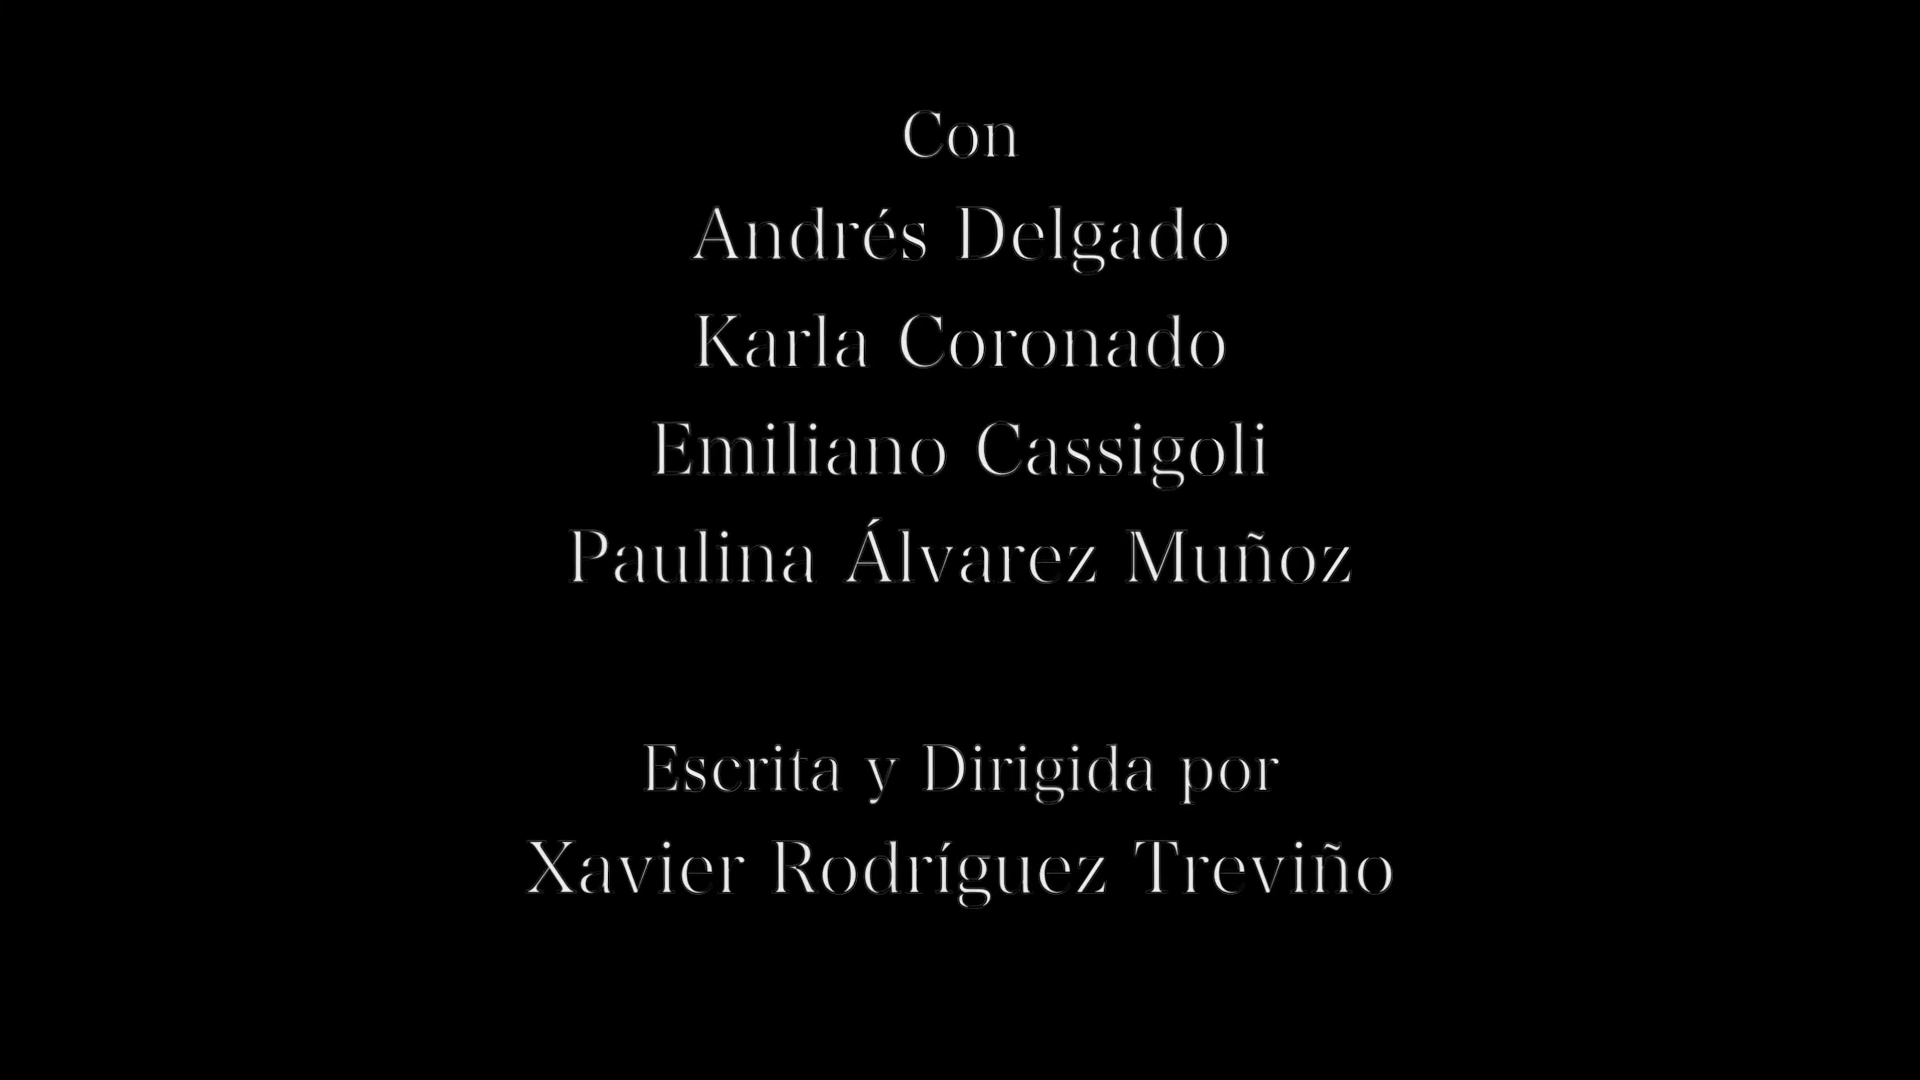 Con
Andrés Delgado
Karla Coronado
Emiliano Cassigoli
Paulina Álvarez Muñoz
Escrita y Dirigida por
Xavier Rodríguez Treviño